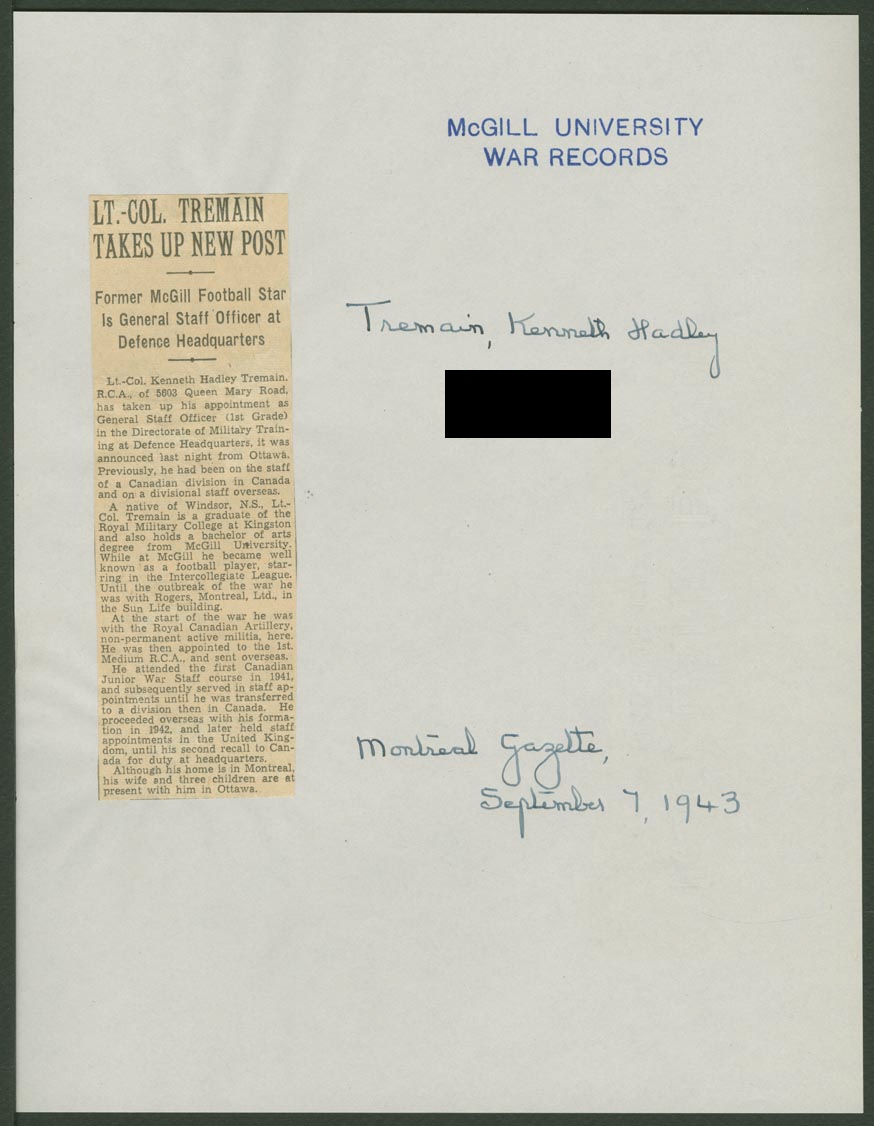 McGILL UNIVERSITY
WAR RECORDS
LT.-COL. TREMAIN
TAKES UP NEW POST
Former McGill Football Star
Is General Staff Officer at
Defence Headquarters
Lt.-Col. Kenneth Hadley Tremain,
R.C.A., of 5603 Queen Mary Road,
has taken up his appointment as
General Staff Officer (1st Grade)
in the Directorate of Military Train-
ing at Defence Headquarters, it was
announced last night from Ottawa.
Previously, he had been on the staff
of a Canadian division in Canada
and on a divisional staff overseas.
A native of Windsor, N.S., Lt.-
Col. Tremain is a graduate of the
Royal Military College at Kingston
and also holds a bachelor of arts
degree from McGill University.
While at McGill he became well
known as a football player, star-
ring in the Intercollegiate League.
Until the outbreak of the war he
was with Rogers, Montreal, Ltd., in
the Sun Life building.
At the start of the war he was
with the Royal Canadian Artillery,
non-permanent active militia, here.
He was then appointed to the 1st.
Medium R.C.A., and sent overseas.
He attended the first Canadian
Junior War Staff course in 1941,
and subsequently served in staff ap-
pointments until he was transferred
to a division then in Canada. He
proceeded overseas with his forma-
tion in 1942, and later held staff
appointments in the United King-
dom, until his second recall to Can-
ada for duty at headquarters.
Although his home is in Montreal,
his wife and three children are at
present with him in Ottawa.
Tremain, Kenneth Hadley
Montreal Gazette,
September 7, 1943